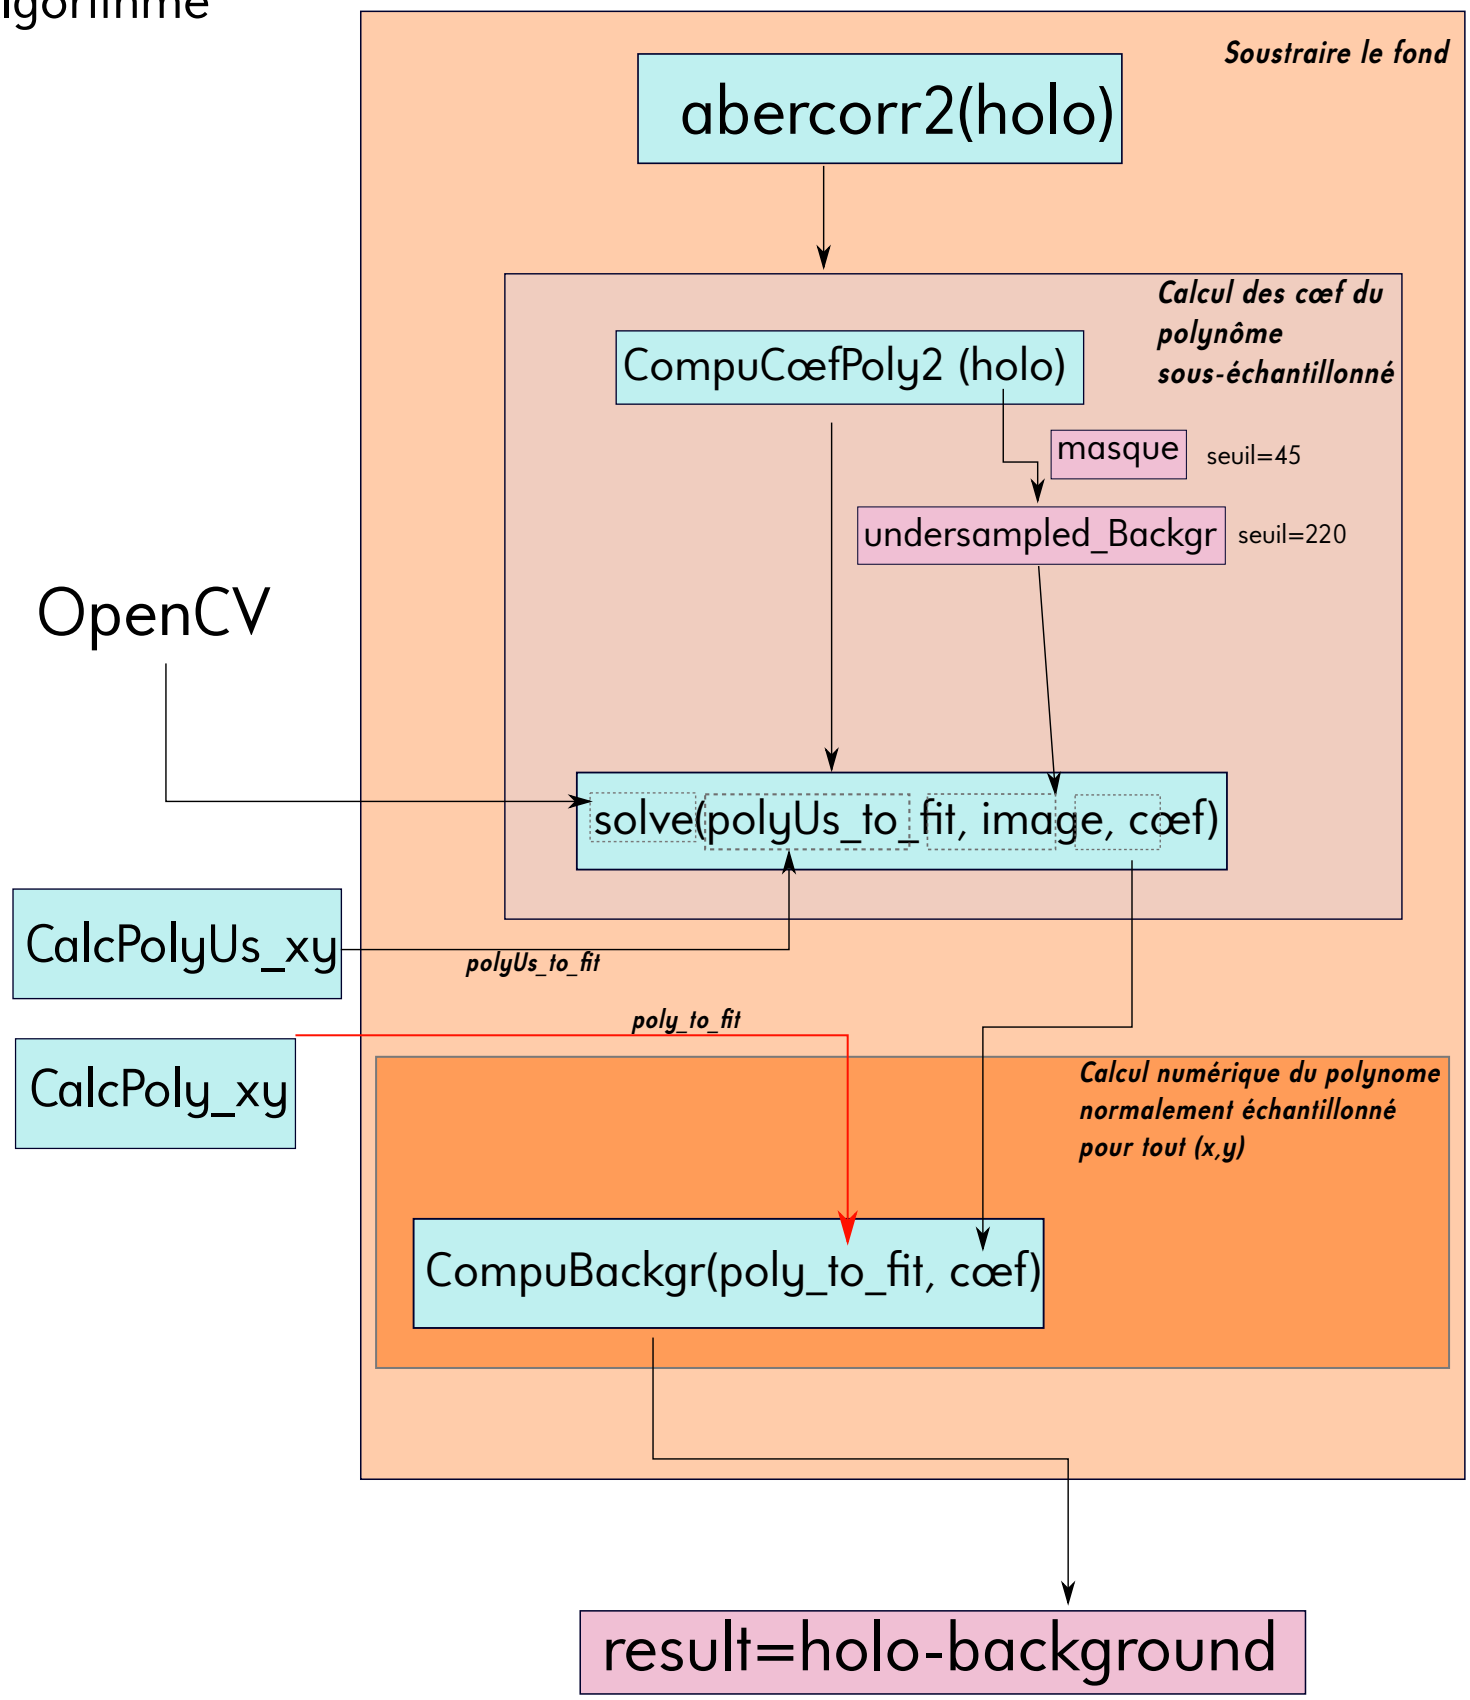 lgorithme
Soustraire le fond
abercorr2(holo)
Calcul des cœf du
polynôme
sous-échantillonné
CompuCœfPoly2 (holo)
masque
seuil=45
undersampled_Backgr
seuil=220
OpenCV
solve(polyUs_to_fit, image, cœf)
CalcPolyUs_xy
polyUs_to_fit
poly_to_fit
CalcPoly_xy
Calcul numérique du polynome
normalement échantillonné
pour tout (x,y)
CompuBackgr(poly_to_fit, cœf)
result=holo-background